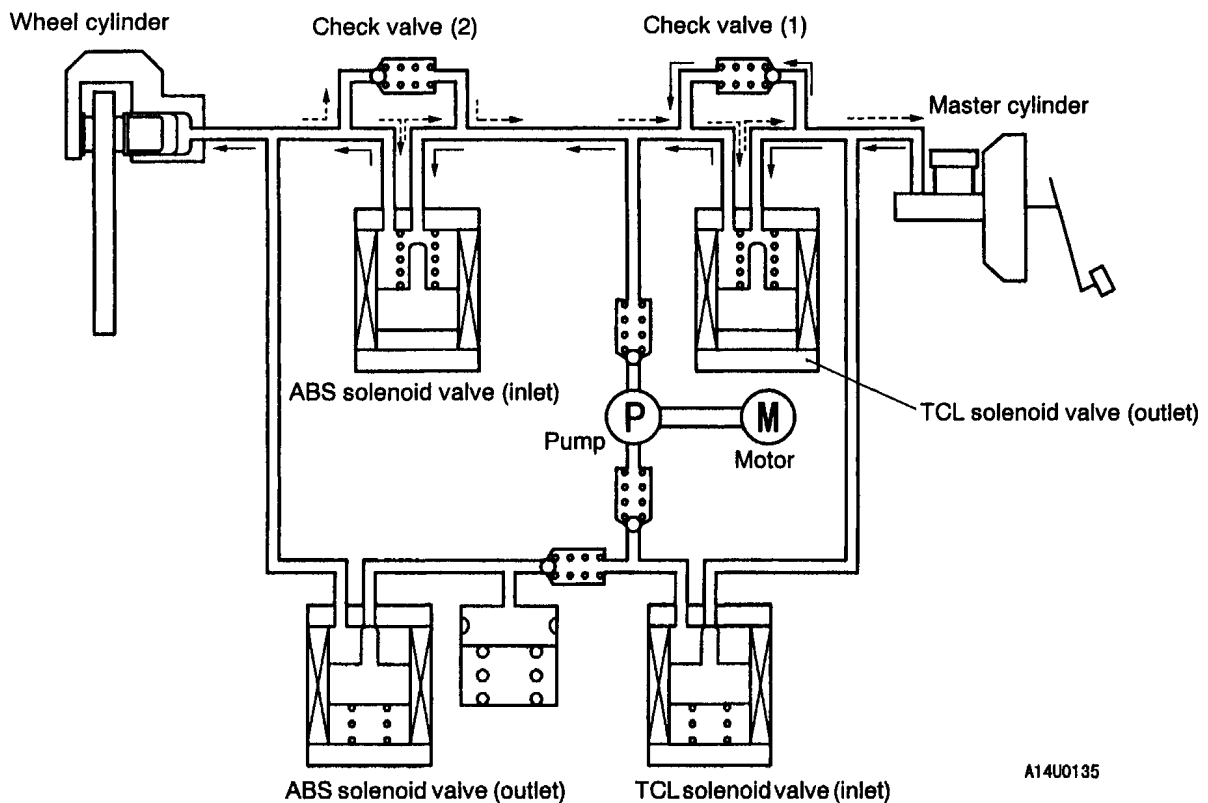 Wheel cylinder
Check valve (2)
Check valve (1)
Master cylinder
ABS solenoid valve (inlet)
TCL solenoid valve (outlet)
P
M
Pump
Motor
ABS solenoid valve (outlet)
TCL solenoid valve (inlet)
A14U0135